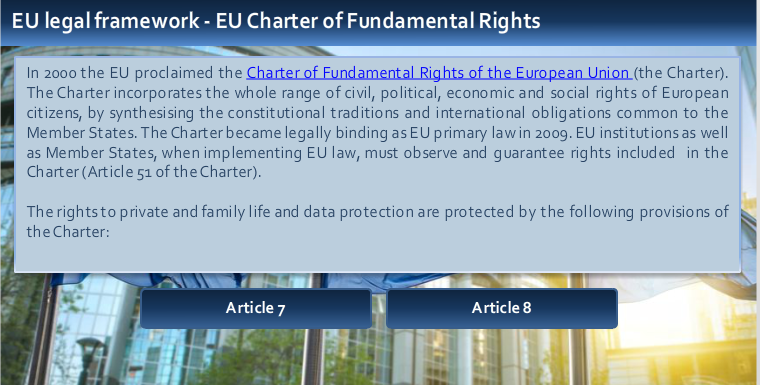 EU legal framework - EU Charter of Fundamental Rights
In 2000 the EU proclaimed the Charter of Fundamental Rights of the European Union (the Charter).
The Charter incorporates the whole range of civil, political, economic and social rights of European
citizens, by synthesising the constitutional traditions and international obligations common to the
Member States. The Charter became legally binding as EU primary law in 2009. EU institutions as well
as Member States, when implementing EU law, must observe and guarantee rights included in the
Charter (Article 51 of the Charter).
The rights to private and family life and data protection are protected by the following provisions of
the Charter:
Article 7
Article 8